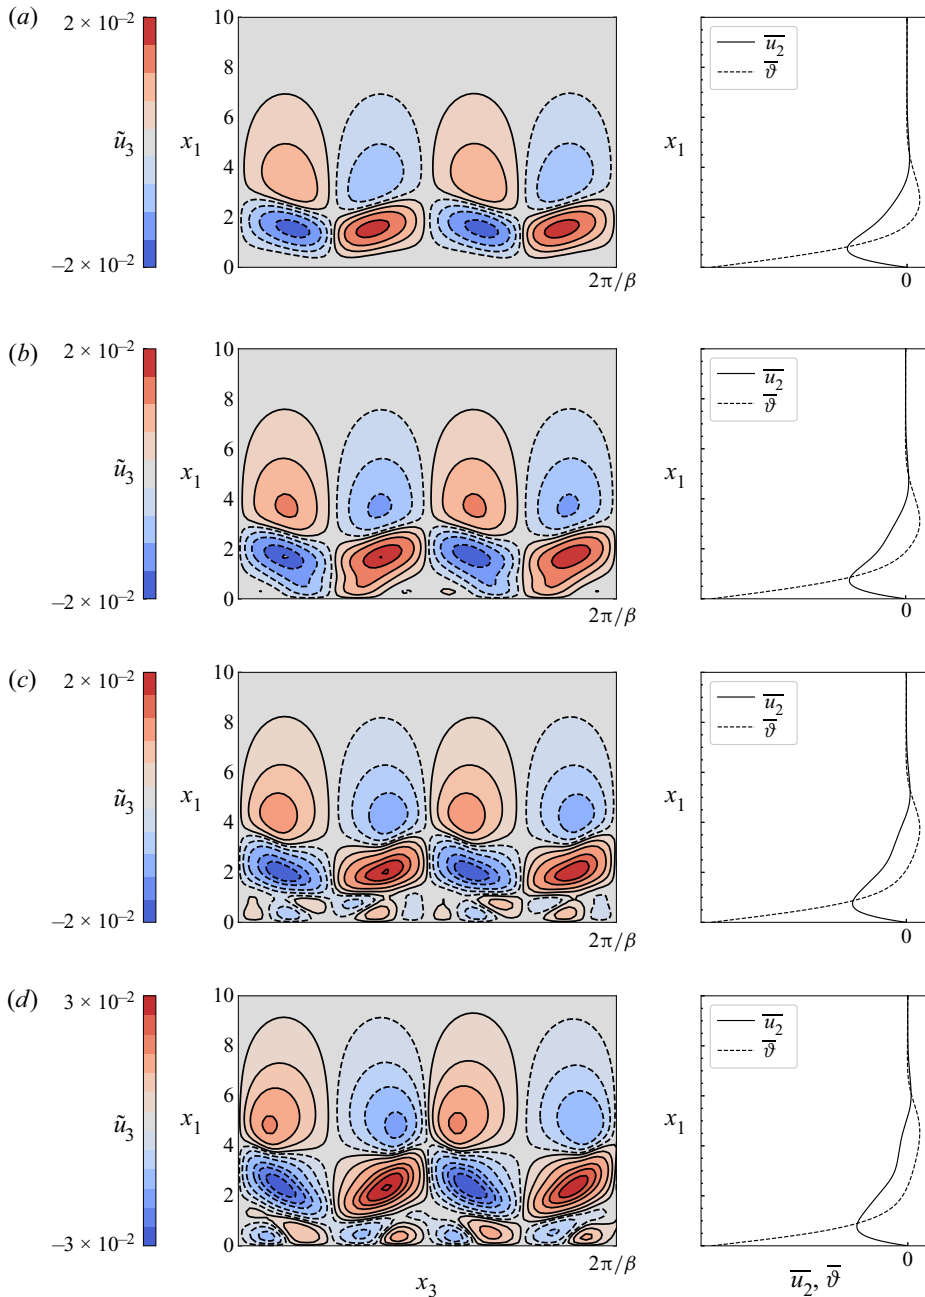 (a)
2 × 10⁻²
ũ₃
−2 × 10⁻²
x₁
10
8
6
4
2
0
2π/β
x₁
u̅₂
ϑ̅
0
(b)
2 × 10⁻²
ũ₃
−2 × 10⁻²
x₁
10
8
6
4
2
0
2π/β
x₁
u̅₂
ϑ̅
0
(c)
2 × 10⁻²
ũ₃
−2 × 10⁻²
x₁
10
8
6
4
2
0
2π/β
x₁
u̅₂
ϑ̅
0
(d)
3 × 10⁻²
ũ₃
−3 × 10⁻²
x₁
10
8
6
4
2
0
2π/β
x₃
x₁
u̅₂
ϑ̅
0
u̅₂, ϑ̅